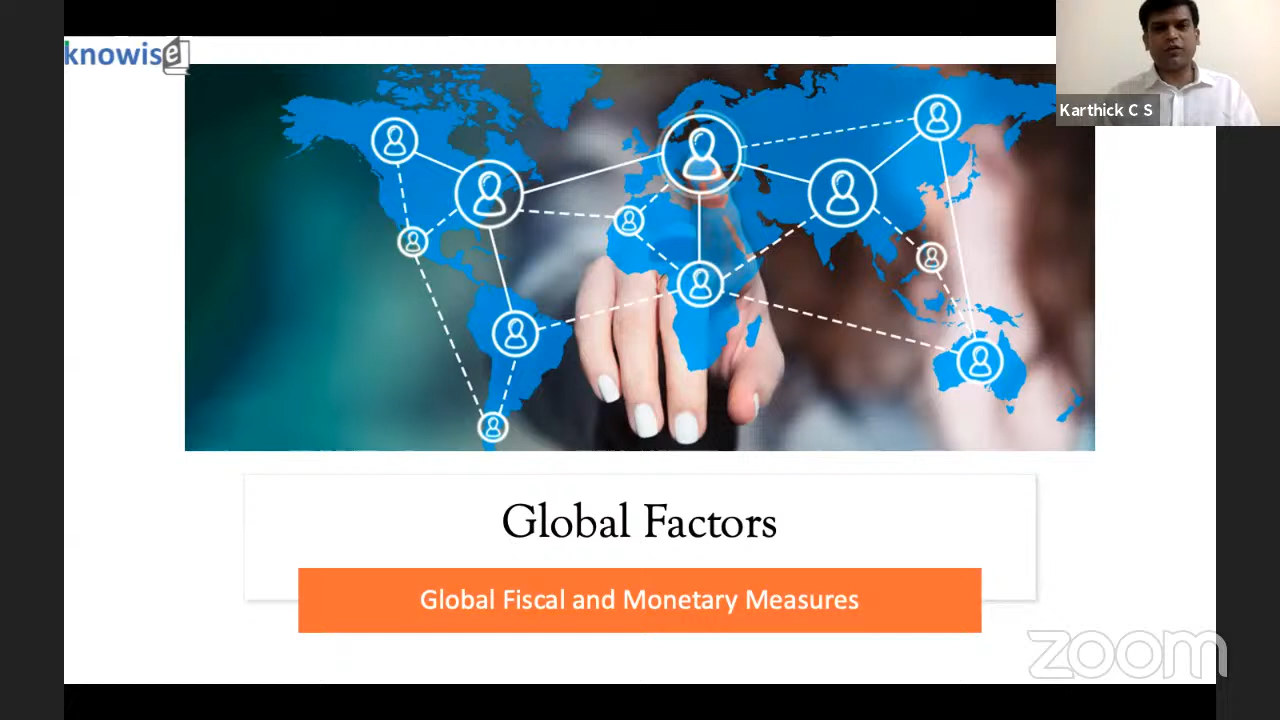 knowise
Karthick C S
Global Factors
Global Fiscal and Monetary Measures
zoom